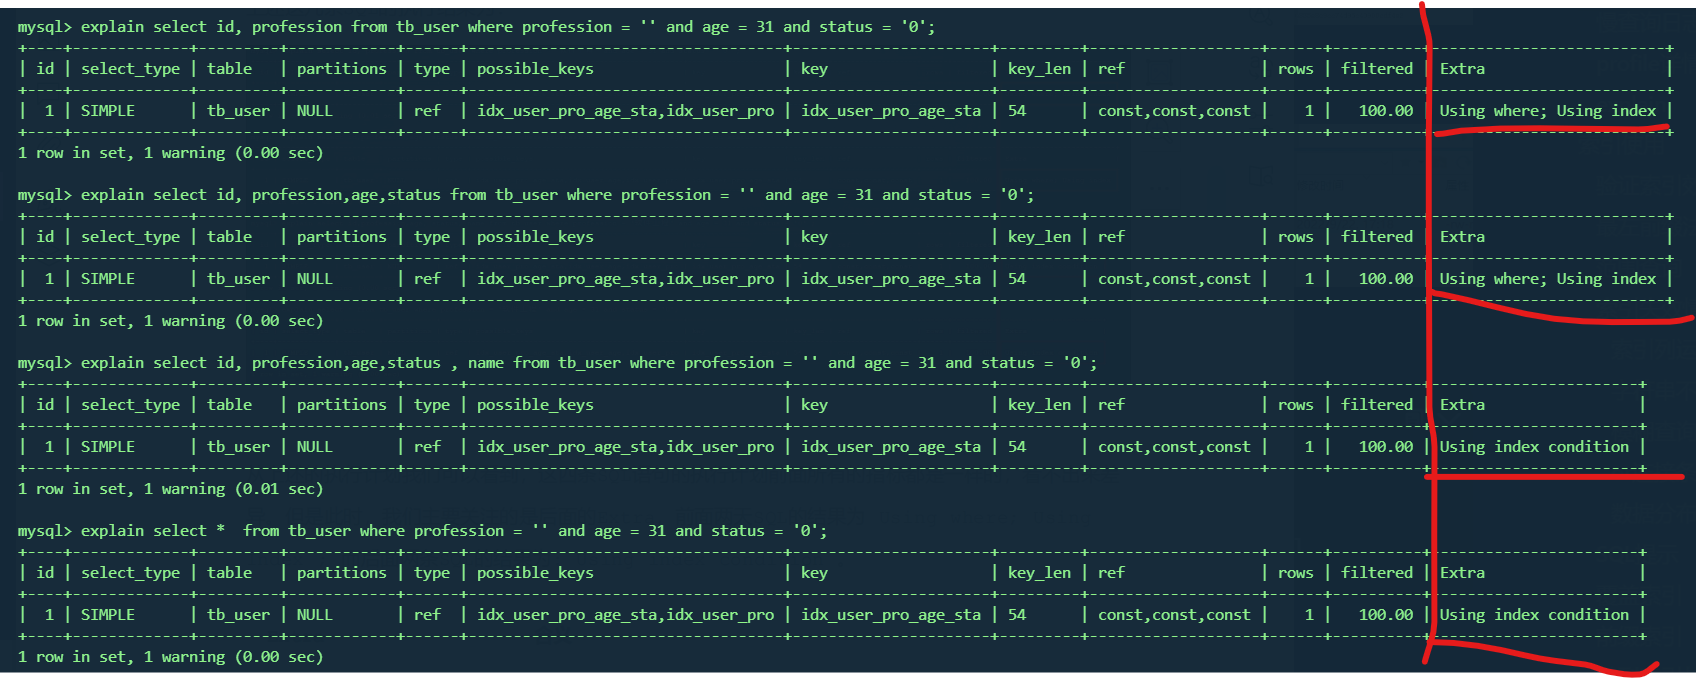 mysql> explain select id, profession from tb_user where profession = '' and age = 31 and status = '0';
+----+-------------+---------+------------+------+--------------------------------+----------------------+---------+-------------------+------+----------+--------------------------+
| id | select_type | table   | partitions | type | possible_keys                    | key                  | key_len | ref               | rows | filtered | Extra                    |
+----+-------------+---------+------------+------+--------------------------------+----------------------+---------+-------------------+------+----------+--------------------------+
|  1 | SIMPLE      | tb_user | NULL       | ref  | idx_user_pro_age_sta,idx_user_pro | idx_user_pro_age_sta | 54      | const,const,const |    1 |   100.00 | Using where; Using index |
+----+-------------+---------+------------+------+--------------------------------+----------------------+---------+-------------------+------+----------+--------------------------+
1 row in set, 1 warning (0.00 sec)
mysql> explain select id, profession,age,status from tb_user where profession = '' and age = 31 and status = '0';
+----+-------------+---------+------------+------+--------------------------------+----------------------+---------+-------------------+------+----------+--------------------------+
| id | select_type | table   | partitions | type | possible_keys                    | key                  | key_len | ref               | rows | filtered | Extra                    |
+----+-------------+---------+------------+------+--------------------------------+----------------------+---------+-------------------+------+----------+--------------------------+
|  1 | SIMPLE      | tb_user | NULL       | ref  | idx_user_pro_age_sta,idx_user_pro | idx_user_pro_age_sta | 54      | const,const,const |    1 |   100.00 | Using where; Using index |
+----+-------------+---------+------------+------+--------------------------------+----------------------+---------+-------------------+------+----------+--------------------------+
1 row in set, 1 warning (0.00 sec)
mysql> explain select id, profession,age,status , name from tb_user where profession = '' and age = 31 and status = '0';
+----+-------------+---------+------------+------+--------------------------------+----------------------+---------+-------------------+------+----------+-----------------------+
| id | select_type | table   | partitions | type | possible_keys                    | key                  | key_len | ref               | rows | filtered | Extra                 |
+----+-------------+---------+------------+------+--------------------------------+----------------------+---------+-------------------+------+----------+-----------------------+
|  1 | SIMPLE      | tb_user | NULL       | ref  | idx_user_pro_age_sta,idx_user_pro | idx_user_pro_age_sta | 54      | const,const,const |    1 |   100.00 | Using index condition |
+----+-------------+---------+------------+------+--------------------------------+----------------------+---------+-------------------+------+----------+-----------------------+
1 row in set, 1 warning (0.01 sec)
mysql> explain select *  from tb_user where profession = '' and age = 31 and status = '0';
+----+-------------+---------+------------+------+--------------------------------+----------------------+---------+-------------------+------+----------+-----------------------+
| id | select_type | table   | partitions | type | possible_keys                    | key                  | key_len | ref               | rows | filtered | Extra                 |
+----+-------------+---------+------------+------+--------------------------------+----------------------+---------+-------------------+------+----------+-----------------------+
|  1 | SIMPLE      | tb_user | NULL       | ref  | idx_user_pro_age_sta,idx_user_pro | idx_user_pro_age_sta | 54      | const,const,const |    1 |   100.00 | Using index condition |
+----+-------------+---------+------------+------+--------------------------------+----------------------+---------+-------------------+------+----------+-----------------------+
1 row in set, 1 warning (0.00 sec)